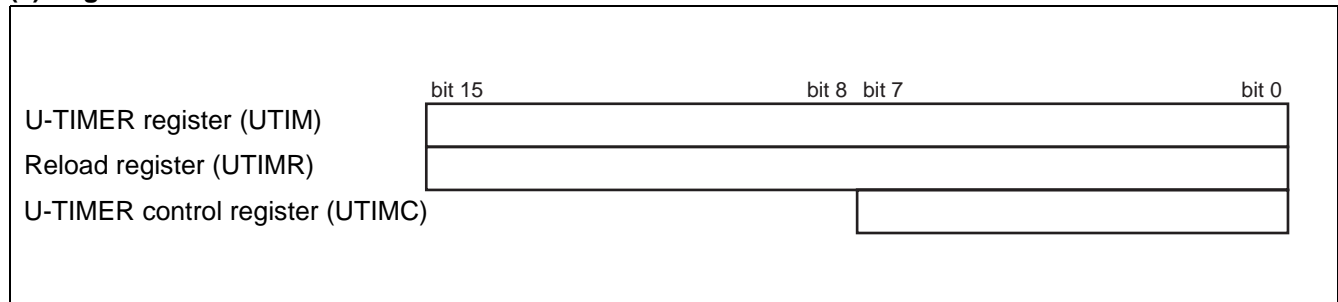 bit 15 bit 8 bit 7 bit 0
U-TIMER register (UTIM)
Reload register (UTIMR)
U-TIMER control register (UTIMC)